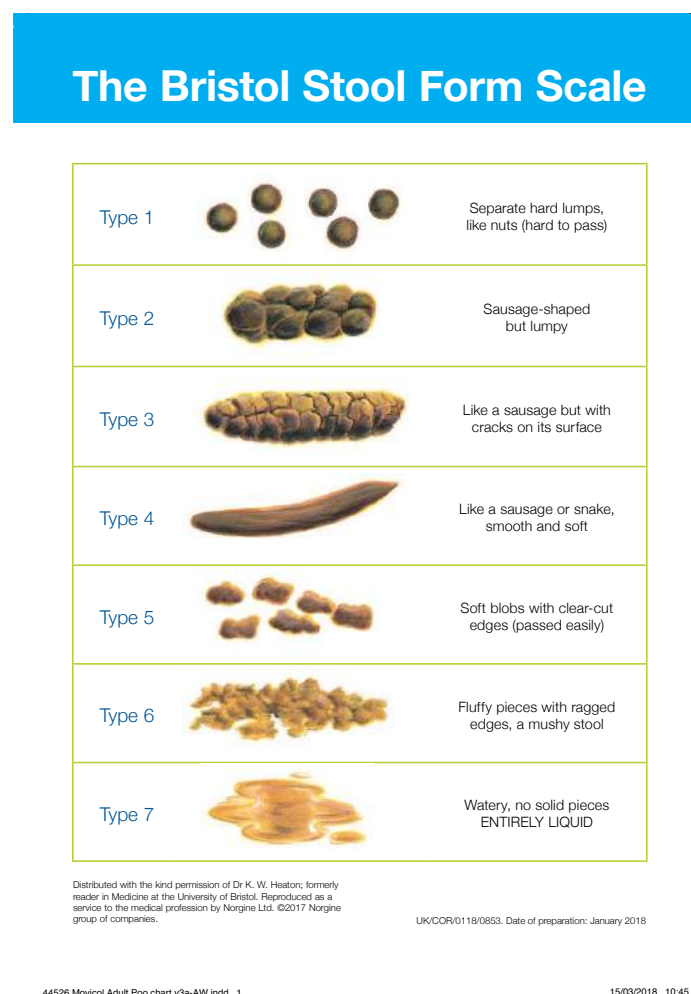 The Bristol Stool Form Scale
Type 1
Separate hard lumps,
like nuts (hard to pass)
Type 2
Sausage-shaped
but lumpy
Type 3
Like a sausage but with
cracks on its surface
Type 4
Like a sausage or snake,
smooth and soft
Type 5
Soft blobs with clear-cut
edges (passed easily)
Type 6
Fluffy pieces with ragged
edges, a mushy stool
Type 7
Watery, no solid pieces
ENTIRELY LIQUID
Distributed with the kind permission of Dr K. W. Heaton; formerly
reader in Medicine at the University of Bristol. Reproduced as a
service to the medical profession by Norgine Ltd. ©2017 Norgine
group of companies.
UK/COR/0118/0853. Date of preparation: January 2018
44526 Movicol Adult Poo chart v3a-AW.indd 1
15/03/2018 10:45